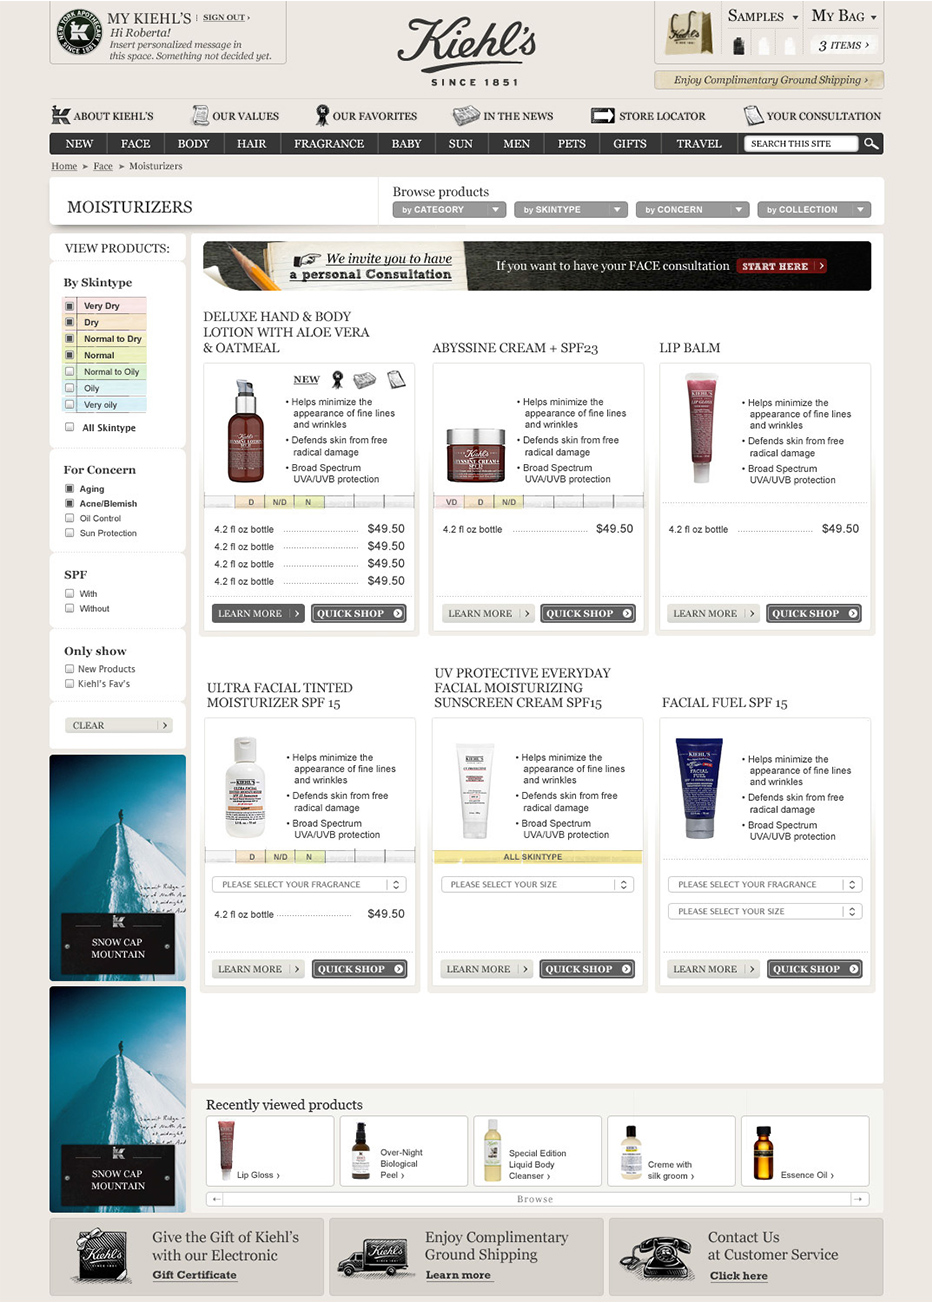 MY KIEHL'S | SIGN OUT ›
Hi Roberta!
Insert personalized message in
this space. Something not decided yet.
NEW YORK APOTHECARY
SINCE 1851
Kiehl's
SINCE 1851
SAMPLES
MY BAG
3 ITEMS ›
Enjoy Complimentary Ground Shipping ›
ABOUT KIEHL'S
OUR VALUES
OUR FAVORITES
IN THE NEWS
STORE LOCATOR
YOUR CONSULTATION
NEW FACE BODY HAIR FRAGRANCE BABY SUN MEN PETS GIFTS TRAVEL SEARCH THIS SITE
Home ➤ Face ➤ Moisturizers
MOISTURIZERS
Browse products
by CATEGORY
by SKINTYPE
by CONCERN
by COLLECTION
VIEW PRODUCTS:
By Skintype
Very Dry
Dry
Normal to Dry
Normal
Normal to Oily
Oily
Very oily
All Skintype
For Concern
Aging
Acne/Blemish
Oil Control
Sun Protection
SPF
With
Without
Only show
New Products
Kiehl's Fav's
CLEAR
SNOW CAP
MOUNTAIN
SNOW CAP
MOUNTAIN
We invite you to have
a personal Consultation
If you want to have your FACE consultation START HERE
DELUXE HAND & BODY
LOTION WITH ALOE VERA
& OATMEAL
NEW
• Helps minimize the
appearance of fine lines
and wrinkles
• Defends skin from free
radical damage
• Broad Spectrum
UVA/UVB protection
D N/D N
4.2 fl oz bottle $49.50
4.2 fl oz bottle $49.50
4.2 fl oz bottle $49.50
4.2 fl oz bottle $49.50
LEARN MORE QUICK SHOP
ABYSSINE CREAM + SPF23
• Helps minimize the
appearance of fine lines
and wrinkles
• Defends skin from free
radical damage
• Broad Spectrum
UVA/UVB protection
VD D N/D
4.2 fl oz bottle $49.50
LEARN MORE QUICK SHOP
LIP BALM
• Helps minimize the
appearance of fine lines
and wrinkles
• Defends skin from free
radical damage
• Broad Spectrum
UVA/UVB protection
4.2 fl oz bottle $49.50
LEARN MORE QUICK SHOP
ULTRA FACIAL TINTED
MOISTURIZER SPF 15
• Helps minimize the
appearance of fine lines
and wrinkles
• Defends skin from free
radical damage
• Broad Spectrum
UVA/UVB protection
D N/D N
PLEASE SELECT YOUR FRAGRANCE
4.2 fl oz bottle $49.50
LEARN MORE QUICK SHOP
UV PROTECTIVE EVERYDAY
FACIAL MOISTURIZING
SUNSCREEN CREAM SPF15
• Helps minimize the
appearance of fine lines
and wrinkles
• Defends skin from free
radical damage
• Broad Spectrum
UVA/UVB protection
ALL SKINTYPE
PLEASE SELECT YOUR SIZE
LEARN MORE QUICK SHOP
FACIAL FUEL SPF 15
KIEHL'S
FACIAL
FUEL
• Helps minimize the
appearance of fine lines
and wrinkles
• Defends skin from free
radical damage
• Broad Spectrum
UVA/UVB protection
PLEASE SELECT YOUR FRAGRANCE
PLEASE SELECT YOUR SIZE
LEARN MORE QUICK SHOP
Recently viewed products
Lip Gloss ›
Over-Night
Biological
Peel ›
Special Edition
Liquid Body
Cleanser ›
Creme with
silk groom ›
Essence Oil ›
Browse
Give the Gift of Kiehl's
with our Electronic
Gift Certificate
Enjoy Complimentary
Ground Shipping
Learn more
Contact Us
at Customer Service
Click here